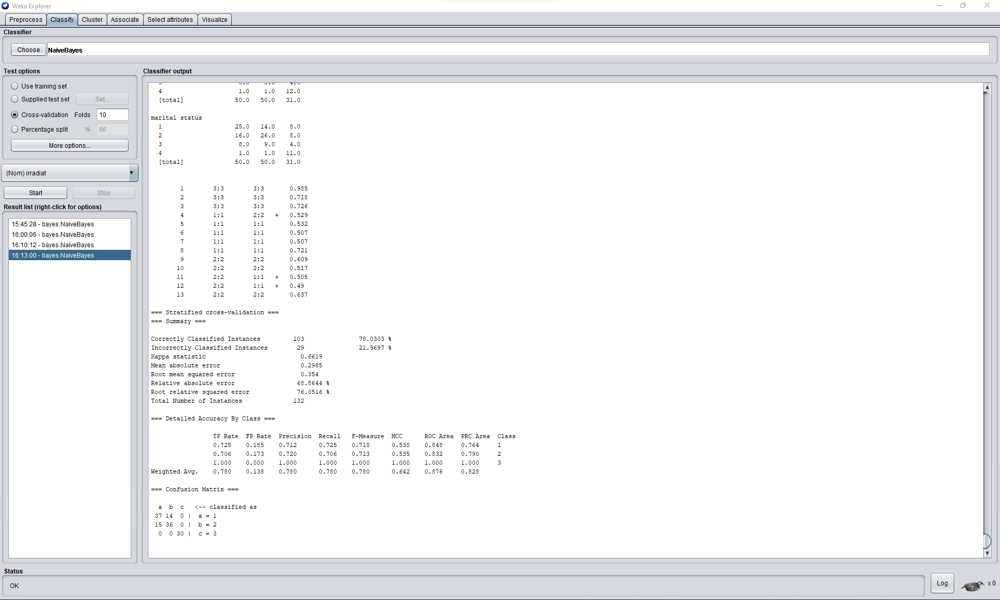 Weka Explorer
Preprocess Classify Cluster Associate Select attributes Visualize
Classifier
Choose NaiveBayes
Test options
Use training set
Supplied test set Set...
Cross-validation Folds 10
Percentage split % 66
More options...
(Nom) irradiat
Start Stop
Result list (right-click for options)
15:45:28 - bayes.NaiveBayes
16:00:06 - bayes.NaiveBayes
16:10:12 - bayes.NaiveBayes
16:13:00 - bayes.NaiveBayes
Classifier output
4 1.0 1.0 12.0
[total] 50.0 50.0 31.0
marital status
1 25.0 14.0 8.0
2 16.0 26.0 8.0
3 8.0 9.0 4.0
4 1.0 1.0 11.0
[total] 50.0 50.0 31.0
1 3:3 3:3 0.985
2 3:3 3:3 0.718
3 3:3 3:3 0.726
4 1:1 2:2 + 0.529
5 1:1 1:1 0.532
6 1:1 1:1 0.507
7 1:1 1:1 0.507
8 1:1 1:1 0.721
9 2:2 2:2 0.609
10 2:2 2:2 0.517
11 2:2 1:1 + 0.505
12 2:2 1:1 + 0.49
13 2:2 2:2 0.637
=== Stratified cross-validation ===
=== Summary ===
Correctly Classified Instances 103 78.0303 %
Incorrectly Classified Instances 29 21.9697 %
Kappa statistic 0.6619
Mean absolute error 0.2985
Root mean squared error 0.354
Relative absolute error 68.8644 %
Root relative squared error 76.0516 %
Total Number of Instances 132
=== Detailed Accuracy By Class ===
TP Rate FP Rate Precision Recall F-Measure MCC ROC Area PRC Area Class
0.725 0.185 0.712 0.725 0.718 0.538 0.848 0.764 1
0.706 0.173 0.720 0.706 0.713 0.535 0.832 0.790 2
1.000 0.000 1.000 1.000 1.000 1.000 1.000 1.000 3
Weighted Avg. 0.780 0.138 0.780 0.780 0.780 0.642 0.876 0.828
=== Confusion Matrix ===
a b c <-- classified as
37 14 0 | a = 1
15 36 0 | b = 2
0 0 30 | c = 3
Status
OK
Log x 0